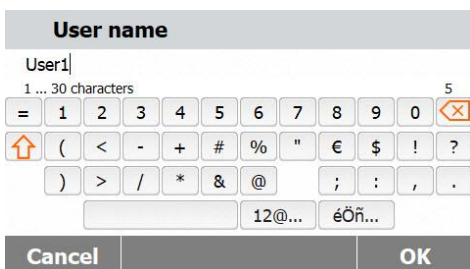 User name
User1
1 ... 30 characters 5
= 1 2 3 4 5 6 7 8 9 0
( < - + # % " € $ ! ?
) > / * & @ ; : , .
12@... éÖñ...
Cancel OK